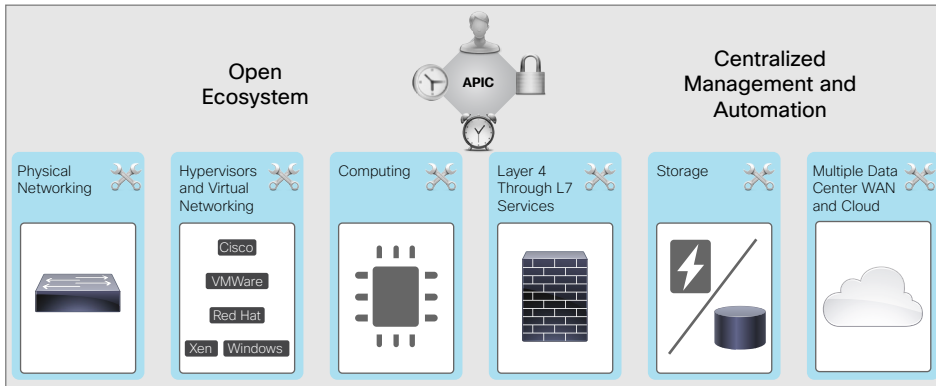 Open
Ecosystem
APIC
Centralized
Management and
Automation
Physical
Networking
Hypervisors
and Virtual
Networking
Cisco
VMWare
Red Hat
Xen Windows
Computing
Layer 4
Through L7
Services
Storage
Multiple Data
Center WAN
and Cloud